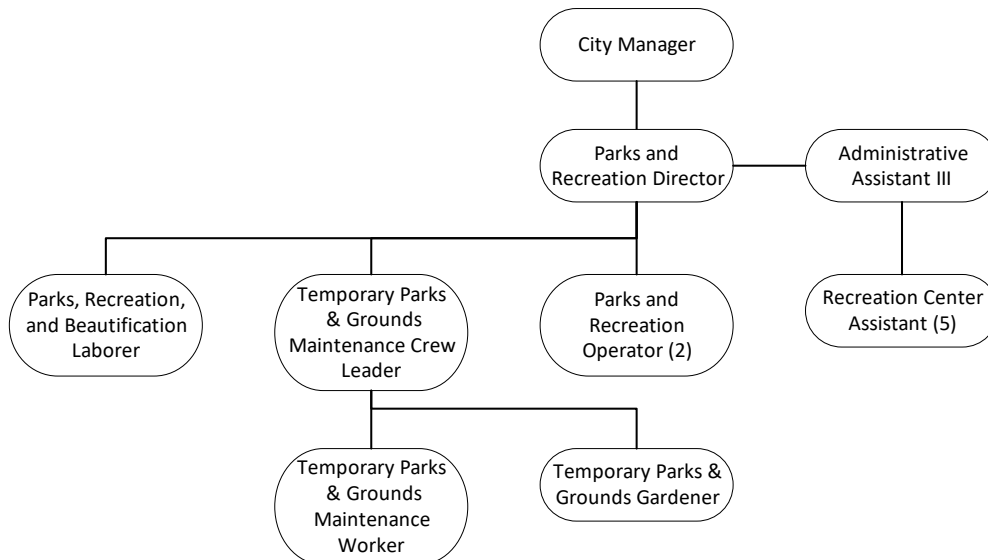 City Manager
Parks and
Recreation Director
Administrative
Assistant III
Parks, Recreation,
and Beautification
Laborer
Temporary Parks
& Grounds
Maintenance Crew
Leader
Parks and
Recreation
Operator (2)
Recreation Center
Assistant (5)
Temporary Parks
& Grounds
Maintenance
Worker
Temporary Parks &
Grounds Gardener